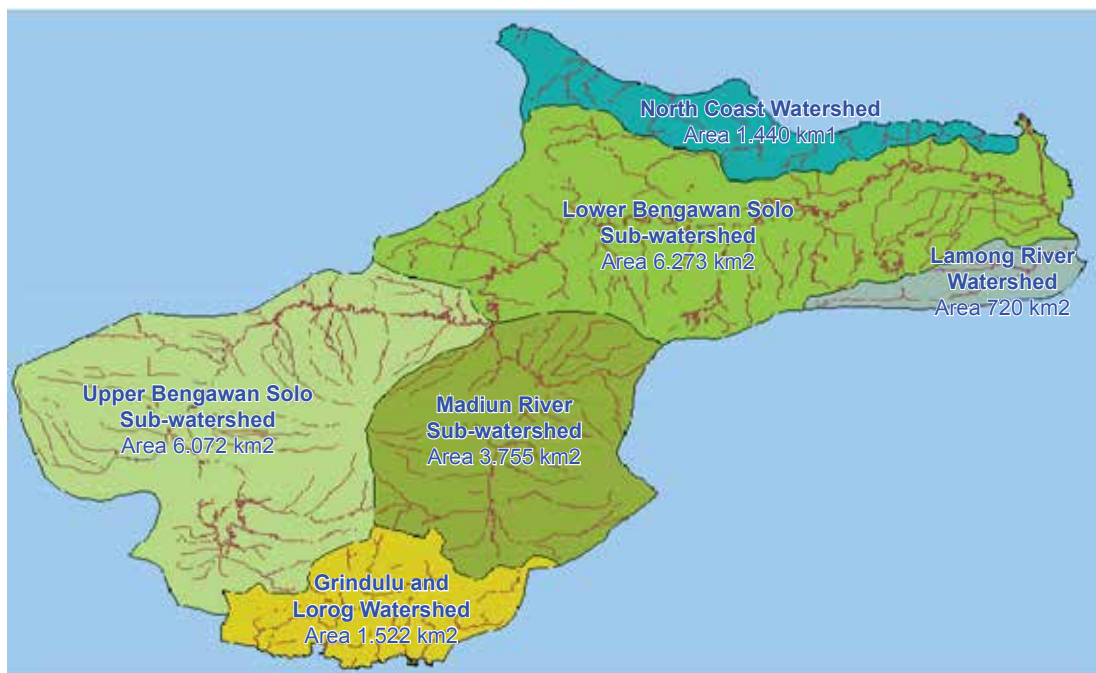 North Coast Watershed
Area 1.440 km1
Lower Bengawan Solo
Sub-watershed
Area 6.273 km2
Lamong River
Watershed
Area 720 km2
Upper Bengawan Solo
Sub-watershed
Area 6.072 km2
Madiun River
Sub-watershed
Area 3.755 km2
Grindulu and
Lorog Watershed
Area 1.522 km2